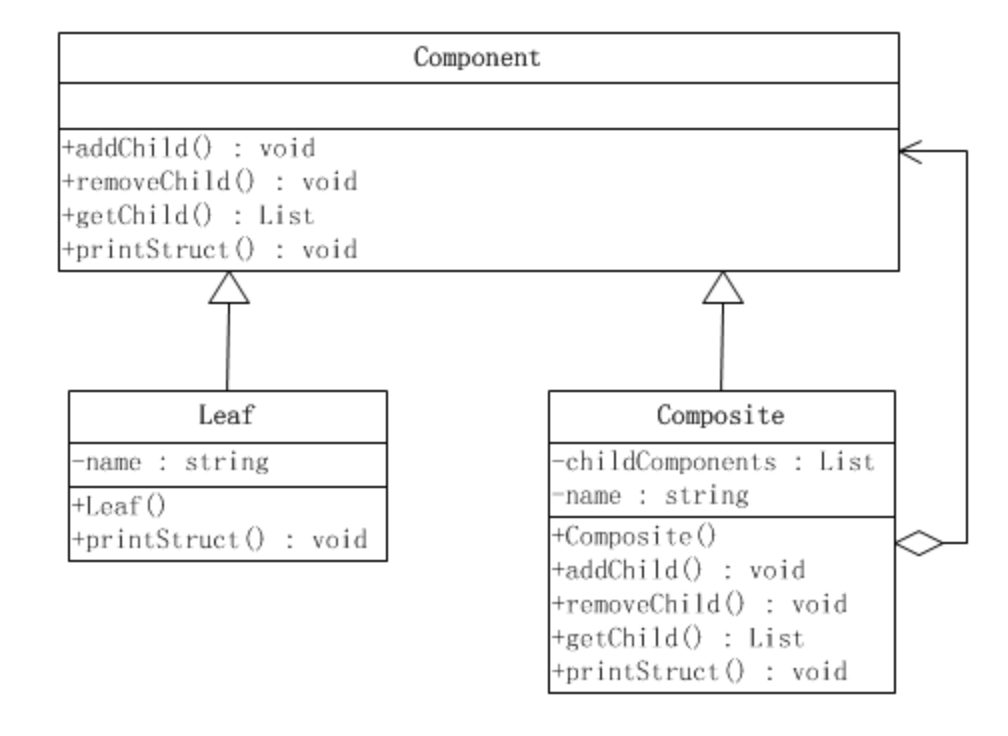 Component
+addChild() : void
+removeChild() : void
+getChild() : List
+printStruct() : void
Leaf
-name : string
+Leaf()
+printStruct() : void
Composite
-childComponents : List
-name : string
+Composite()
+addChild() : void
+removeChild() : void
+getChild() : List
+printStruct() : void